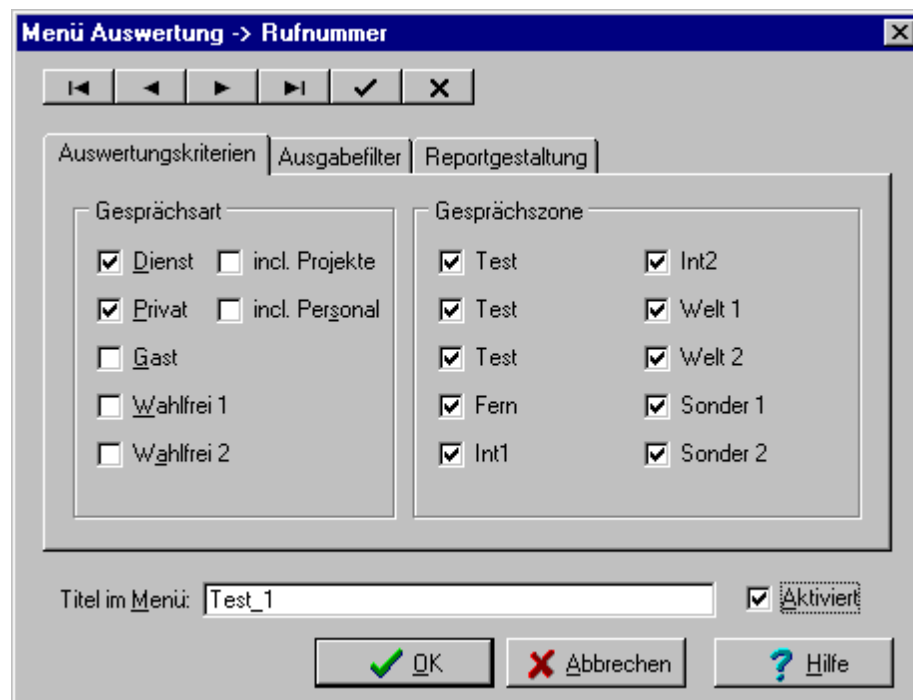 Menü Auswertung -> Rufnummer
Auswertungskriterien Ausgabefilter Reportgestaltung
Gesprächsart
Dienst incl. Projekte
Privat incl. Personal
Gast
Wahlfrei 1
Wahlfrei 2
Gesprächszone
Test Int2
Test Welt 1
Test Welt 2
Fern Sonder 1
Int1 Sonder 2
Titel im Menü: Test_1 Aktiviert
OK Abbrechen Hilfe